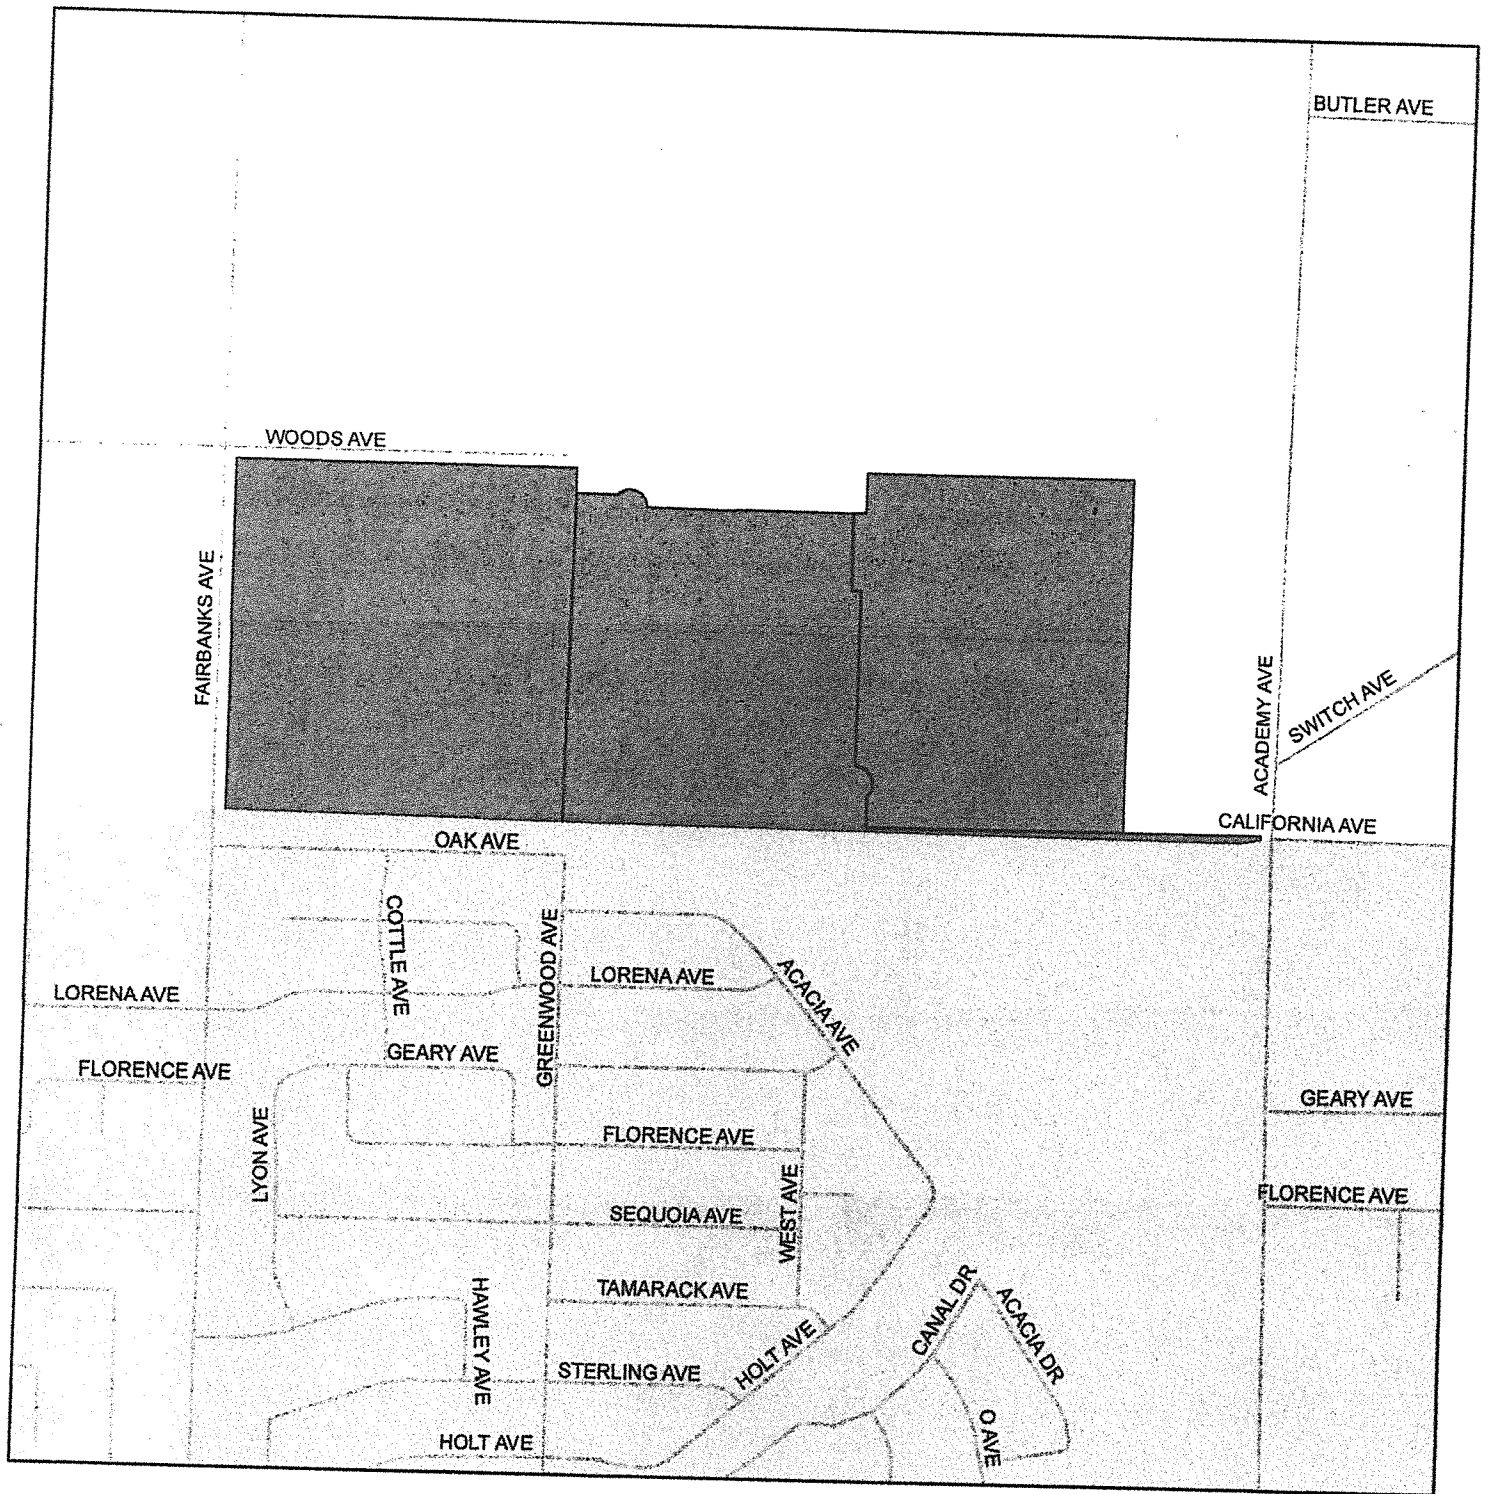 BUTLER AVE
WOODS AVE
FAIRBANKS AVE
ACADEMY AVE
SWITCH AVE
CALIFORNIA AVE
OAK AVE
COTTLE AVE
GREENWOOD AVE
LORENA AVE
ACACIA AVE
LORENA AVE
GEARY AVE
FLORENCE AVE
GEARY AVE
LYON AVE
FLORENCE AVE
WEST AVE
FLORENCE AVE
SEQUOIA AVE
TAMARACK AVE
HAWLEY AVE
CANAL DR
ACACIA DR
HOLT AVE
STERLING AVE
O AVE
HOLT AVE